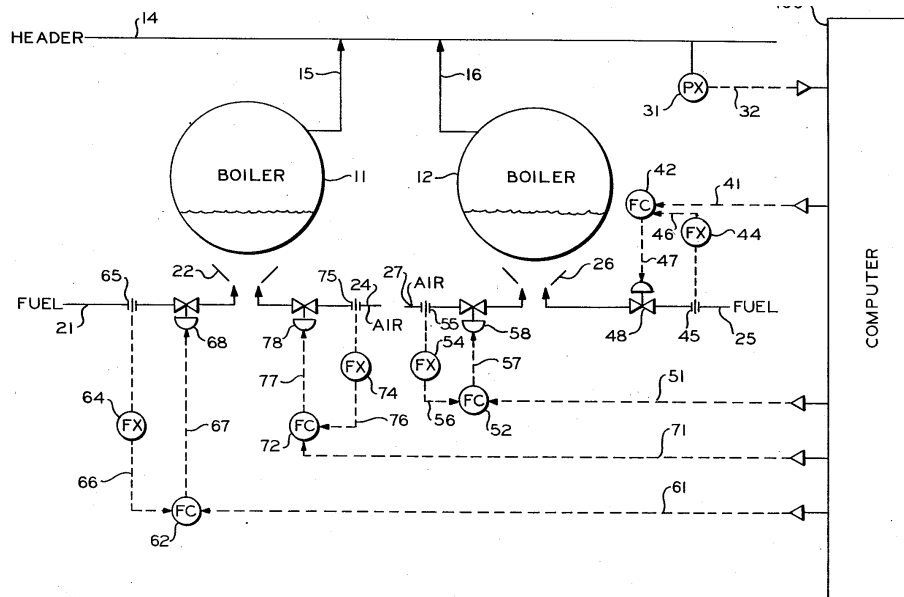 14
HEADER
15
16
31
PX
32
BOILER
11
12
BOILER
42
FC
41
46
FX
44
47
22
65
FUEL
21
68
75
24
AIR
78
27
AIR
55
58
26
48
45
FUEL
25
COMPUTER
64
FX
67
77
FX
74
54
FX
57
FC
52
51
56
72
FC
76
71
66
FC
62
61